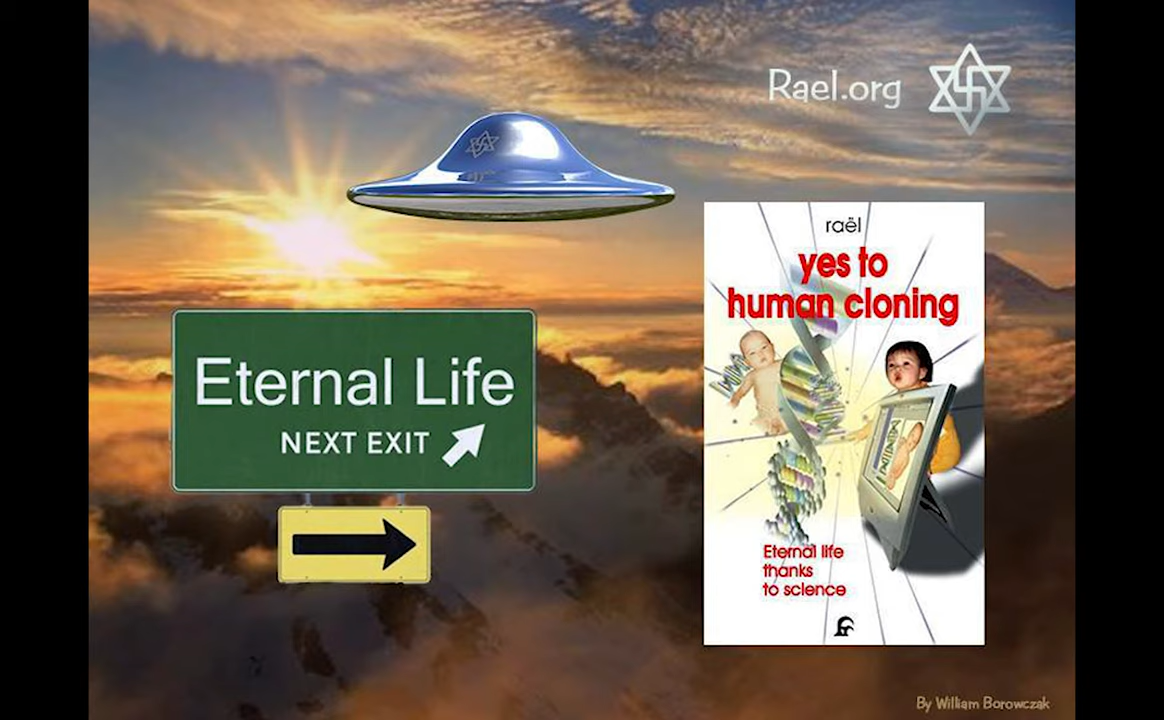 Rael.org
raël
yes to
human cloning
Eternal Life
NEXT EXIT
Eternal life
thanks
to science
By William Borowczak